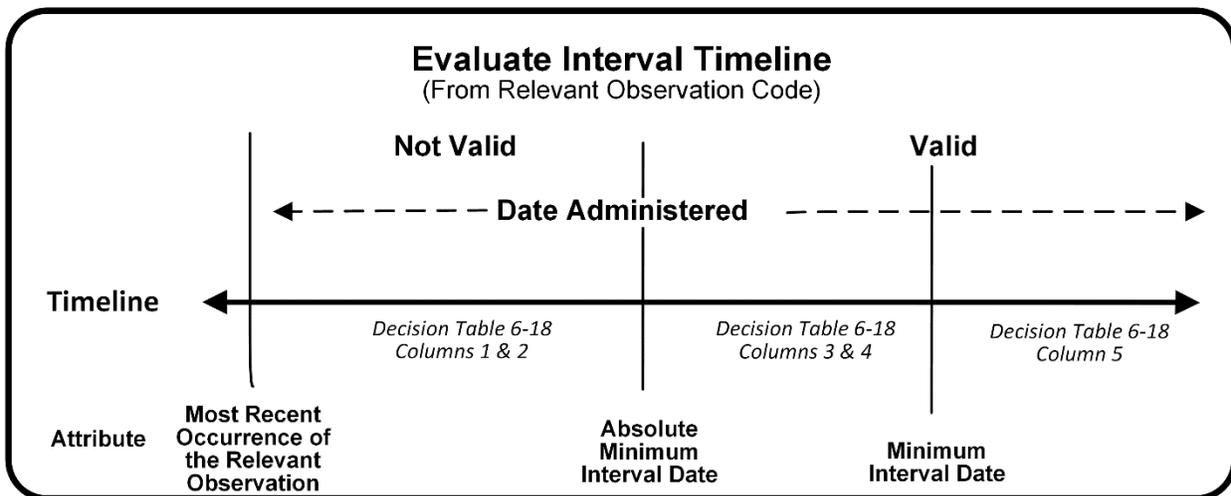 Evaluate Interval Timeline
(From Relevant Observation Code)
Not Valid
Valid
Date Administered
Timeline
Decision Table 6-18
Columns 1 & 2
Decision Table 6-18
Columns 3 & 4
Decision Table 6-18
Column 5
Attribute
Most Recent
Occurrence of
the Relevant
Observation
Absolute
Minimum
Interval Date
Minimum
Interval Date